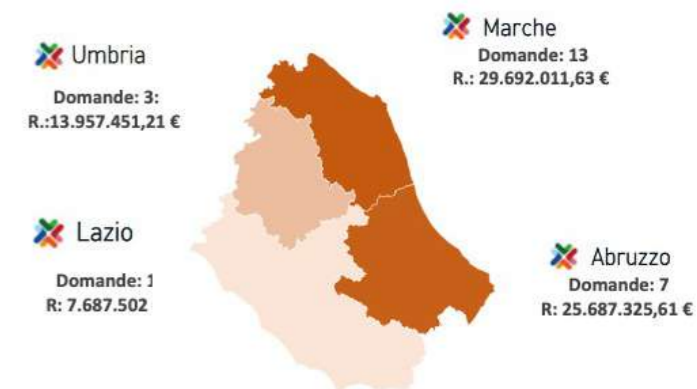 Umbria
Domande: 3:
R.:13.957.451,21 €
Marche
Domande: 13
R.: 29.692.011,63 €
Lazio
Domande: 1
R: 7.687.502
Abruzzo
Domande: 7
R: 25.687.325,61 €